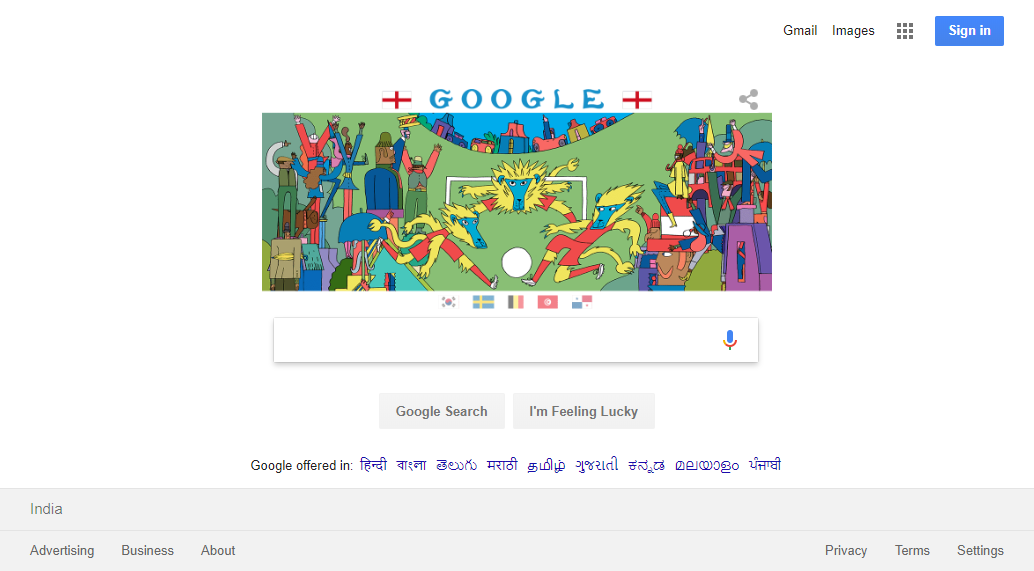 Gmail Images Sign in
GOOGLE
Google Search I'm Feeling Lucky
Google offered in: हिन्दी বাংলা తెలుగు मराठी தமிழ் ગુજરાતી ಕನ್ನಡ മലയാളം ਪੰਜਾਬੀ
India
Advertising Business About Privacy Terms Settings